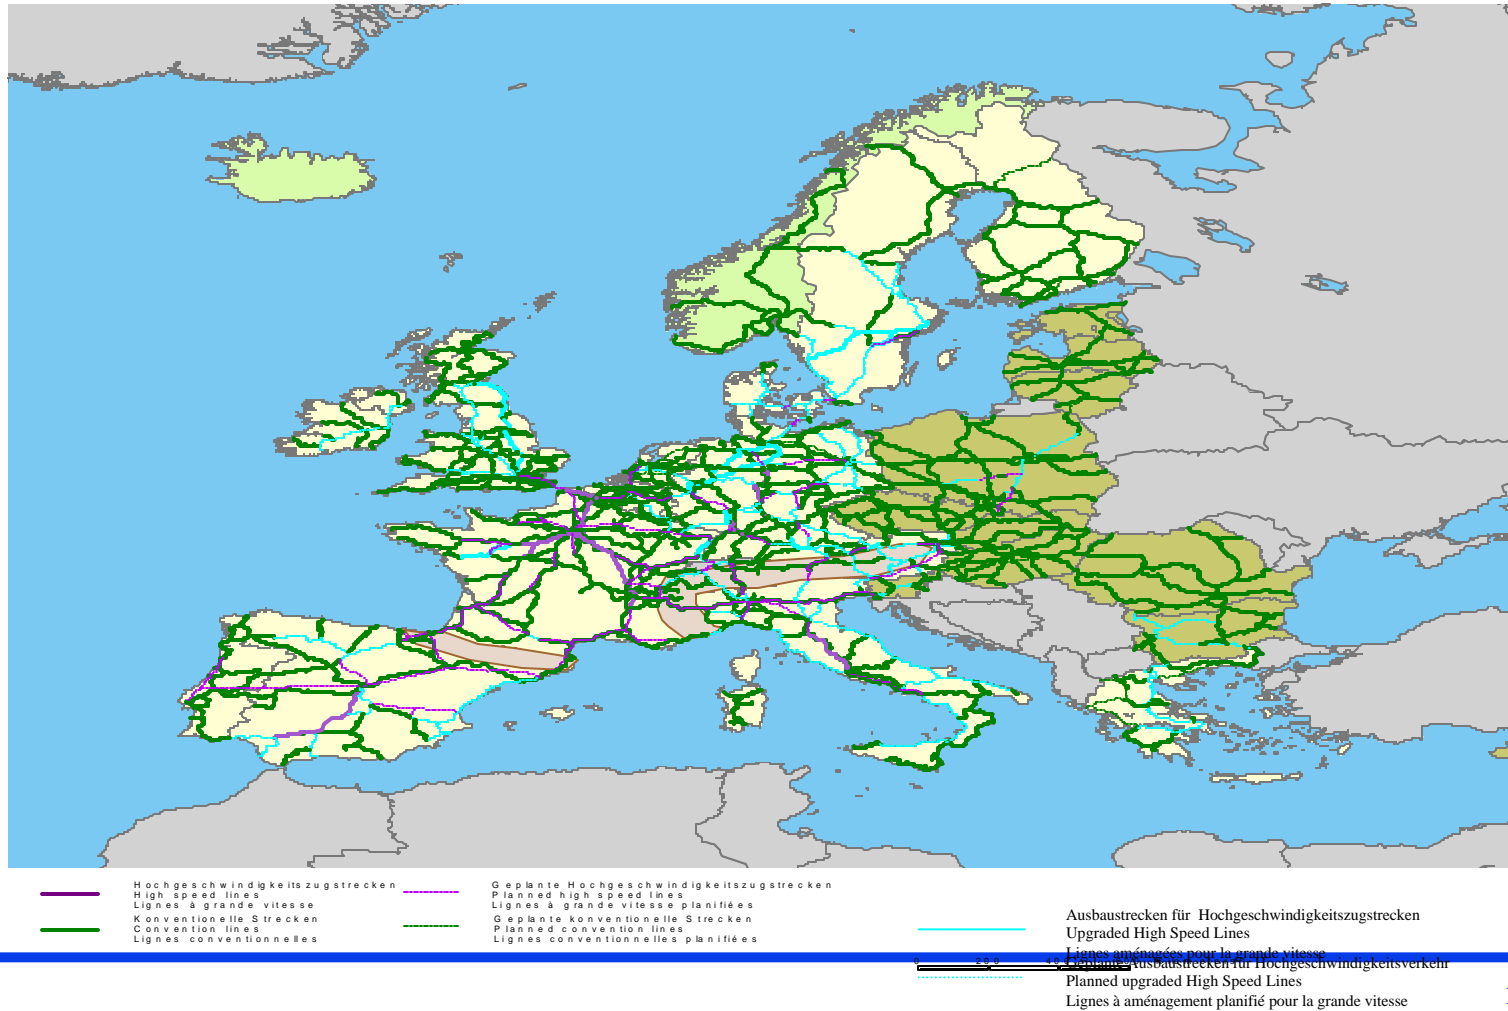 Hochgeschwindigkeitszugstrecken
High speed lines
Lignes à grande vitesse
Konventionelle Strecken
Convention lines
Lignes conventionnelles
Geplante Hochgeschwindigkeitszugstrecken
Planned high speed lines
Lignes à grande vitesse planifiées
Geplante konventionelle Strecken
Planned convention lines
Lignes conventionnelles planifiées
Ausbaustrecken für Hochgeschwindigkeitszugstrecken
Upgraded High Speed Lines
Lignes aménagées pour la grande vitesse
0 200
Geplante Ausbaustrecken für Hochgeschwindigkeitsverkehr
Planned upgraded High Speed Lines
Lignes à aménagement planifié pour la grande vitesse